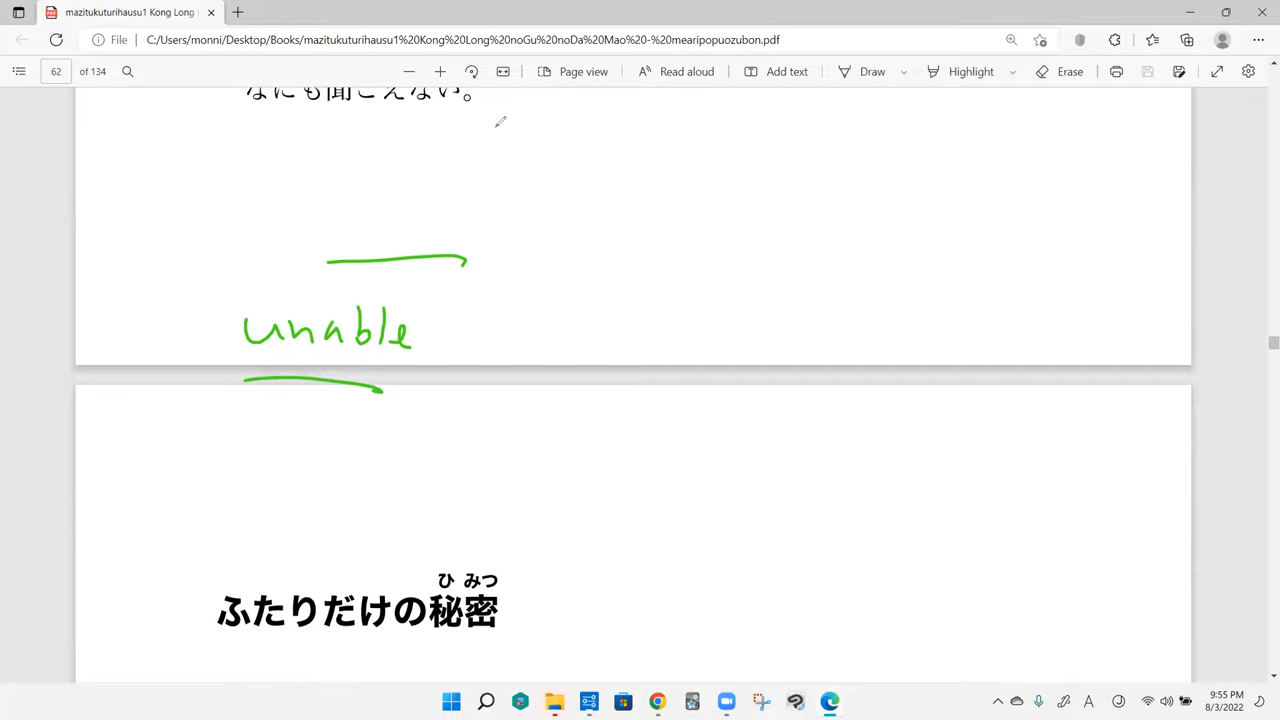 mazitukuturihausu1 Kong Long
File C:/Users/monni/Desktop/Books/mazitukuturihausu1%20Kong%20Long%20noGu%20noDa%20Mao%20-%20mearipopuozubon.pdf
62 of 134 Page view Read aloud Add text Draw Highlight Erase
なにも聞こえない。
unable
ひ みつ
ふたりだけの秘密
9:55 PM
8/3/2022